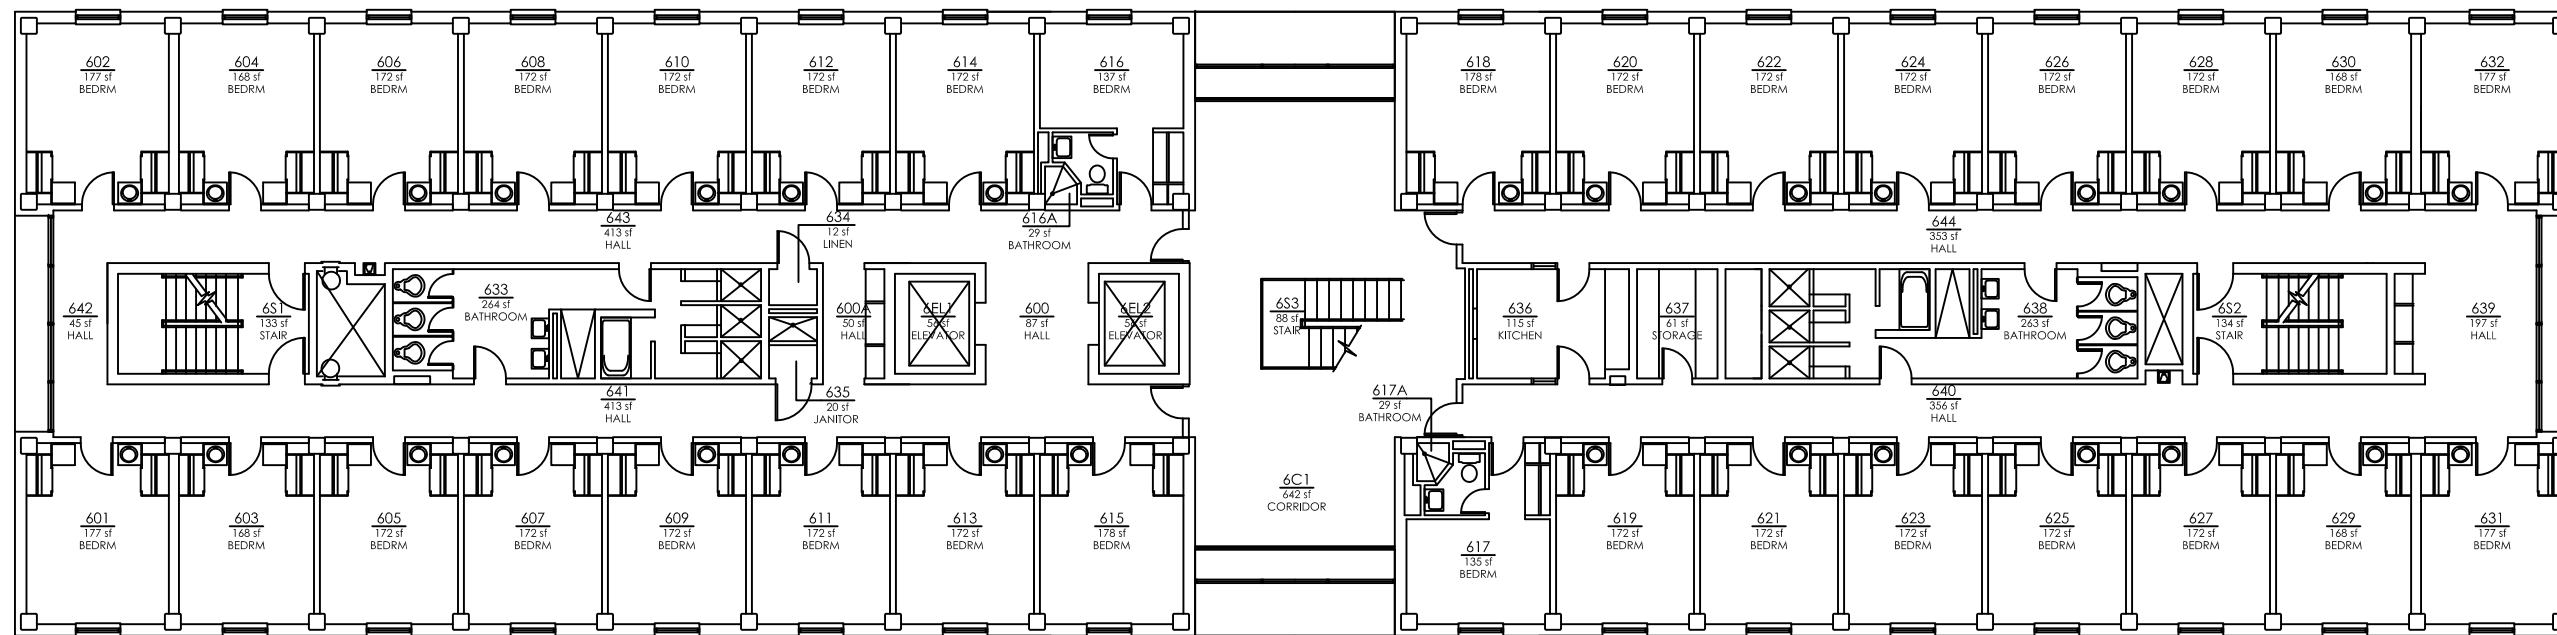 602
177 sf
BEDRM
604
168 sf
BEDRM
606
172 sf
BEDRM
608
172 sf
BEDRM
610
172 sf
BEDRM
612
172 sf
BEDRM
614
172 sf
BEDRM
616
137 sf
BEDRM
618
178 sf
BEDRM
620
172 sf
BEDRM
622
172 sf
BEDRM
624
172 sf
BEDRM
626
172 sf
BEDRM
628
172 sf
BEDRM
630
168 sf
BEDRM
632
177 sf
BEDRM
643
413 sf
HALL
634
12 sf
LINEN
616A
29 sf
BATHROOM
644
353 sf
HALL
642
45 sf
HALL
6S1
133 sf
STAIR
633
264 sf
BATHROOM
600A
50 sf
HALL
6EL1
56 sf
ELEVATOR
600
87 sf
HALL
6EL2
56 sf
ELEVATOR
6S3
88 sf
STAIR
636
115 sf
KITCHEN
637
61 sf
STORAGE
638
263 sf
BATHROOM
6S2
134 sf
STAIR
639
197 sf
HALL
641
413 sf
HALL
635
20 sf
JANITOR
617A
29 sf
BATHROOM
640
356 sf
HALL
6C1
642 sf
CORRIDOR
601
177 sf
BEDRM
603
168 sf
BEDRM
605
172 sf
BEDRM
607
172 sf
BEDRM
609
172 sf
BEDRM
611
172 sf
BEDRM
613
172 sf
BEDRM
615
178 sf
BEDRM
617
135 sf
BEDRM
619
172 sf
BEDRM
621
172 sf
BEDRM
623
172 sf
BEDRM
625
172 sf
BEDRM
627
172 sf
BEDRM
629
168 sf
BEDRM
631
177 sf
BEDRM